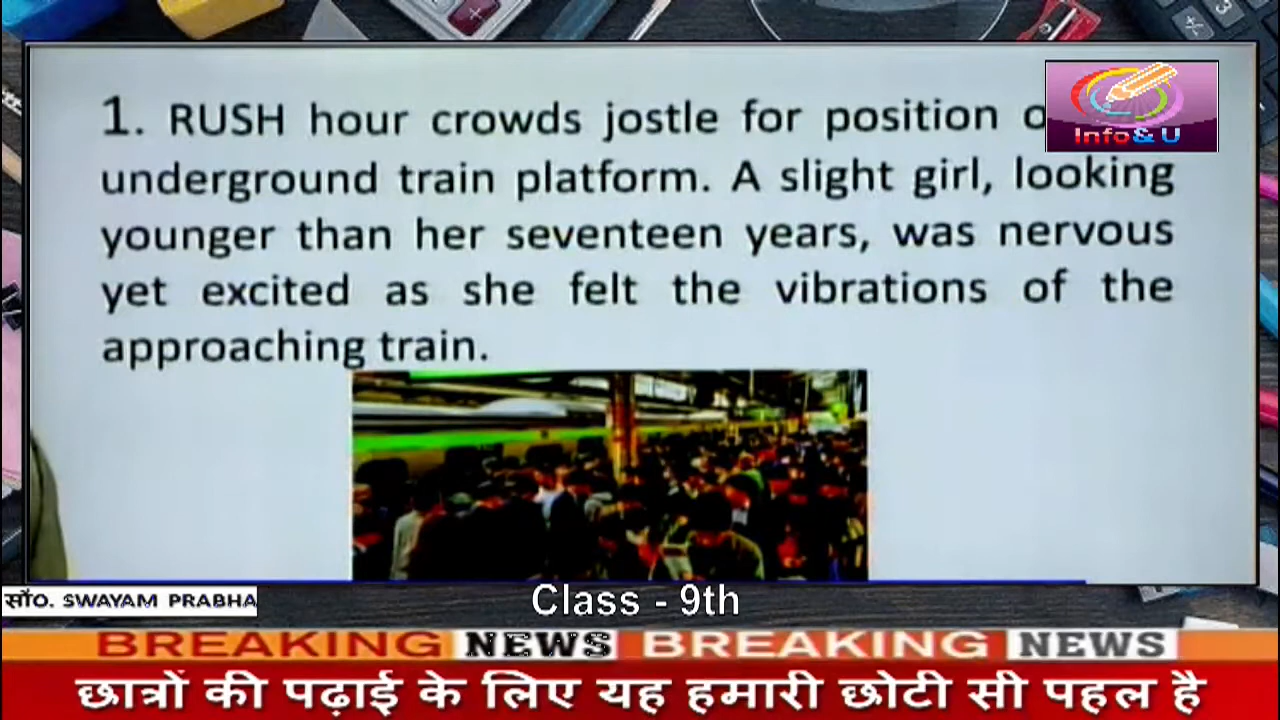 1. RUSH hour crowds jostle for position
underground train platform. A slight girl, looking
younger than her seventeen years, was nervous
yet excited as she felt the vibrations of the
approaching train.
Info & U
सौ0. SWAYAM PRABHA
Class - 9th
BREAKING NEWS BREAKING NEWS
छात्रों की पढ़ाई के लिए यह हमारी छोटी सी पहल है